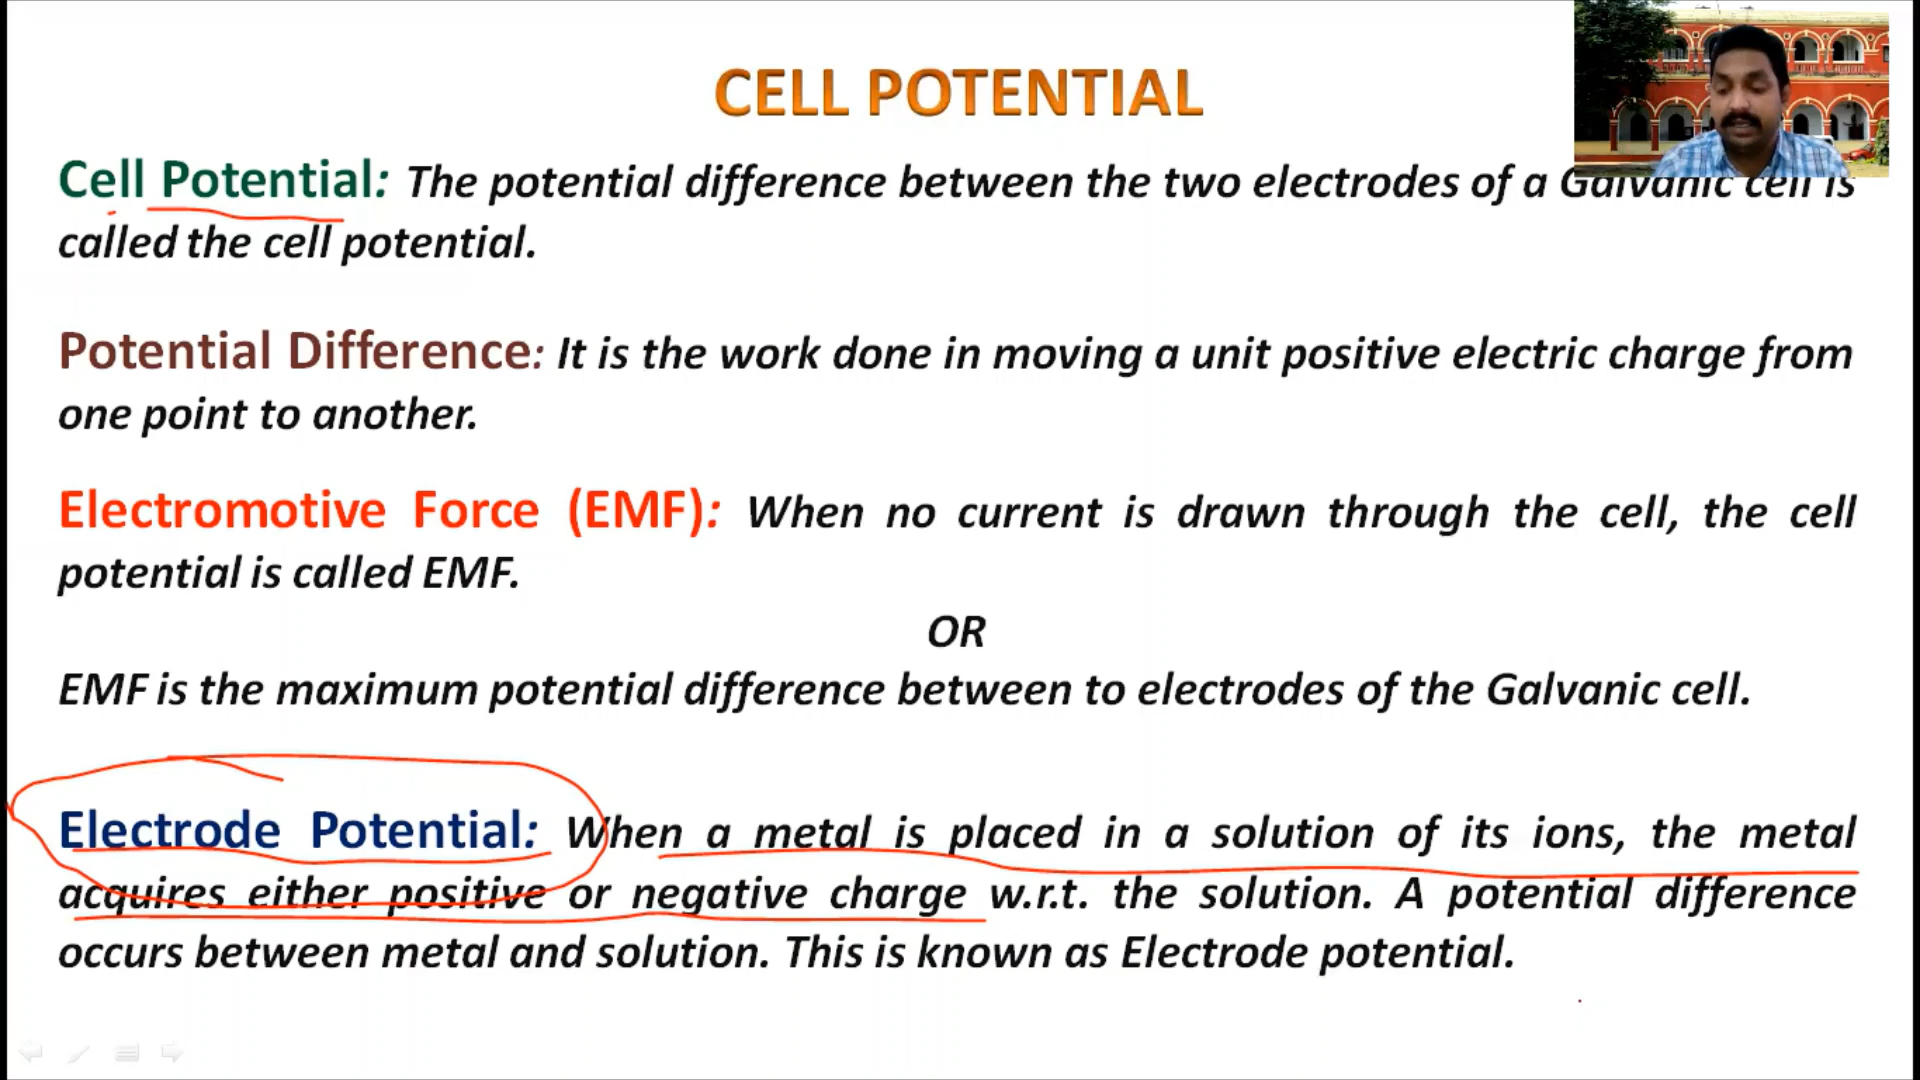 CELL POTENTIAL
Cell Potential: The potential difference between the two electrodes of a Galvanic cell is
called the cell potential.
Potential Difference: It is the work done in moving a unit positive electric charge from
one point to another.
Electromotive Force (EMF): When no current is drawn through the cell, the cell
potential is called EMF.
OR
EMF is the maximum potential difference between to electrodes of the Galvanic cell.
Electrode Potential: When a metal is placed in a solution of its ions, the metal
acquires either positive or negative charge w.r.t. the solution. A potential difference
occurs between metal and solution. This is known as Electrode potential.